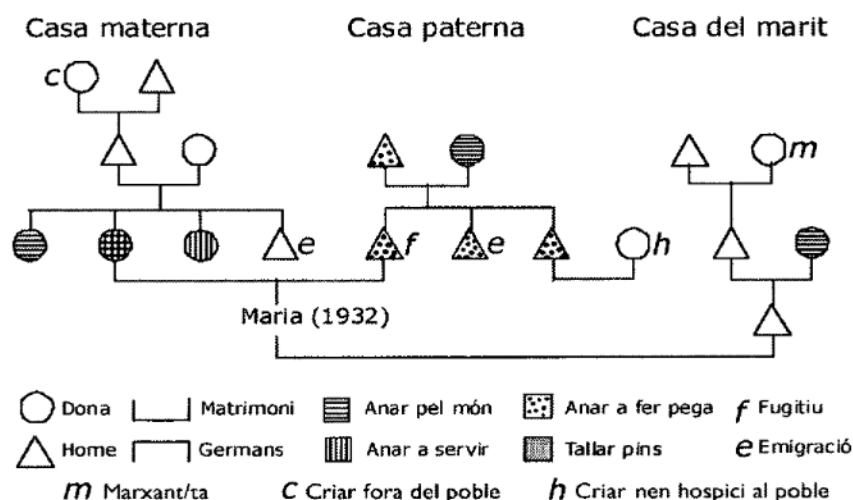 Casa materna Casa paterna Casa del marit
c
m
e f e h
Maria (1932)
Dona Matrimoni Anar pel món Anar a fer pega f Fugitiu
Home Germans Anar a servir Tallar pins e Emigració
m Marxant/ta c Criar fora del poble h Criar nen hospici al poble